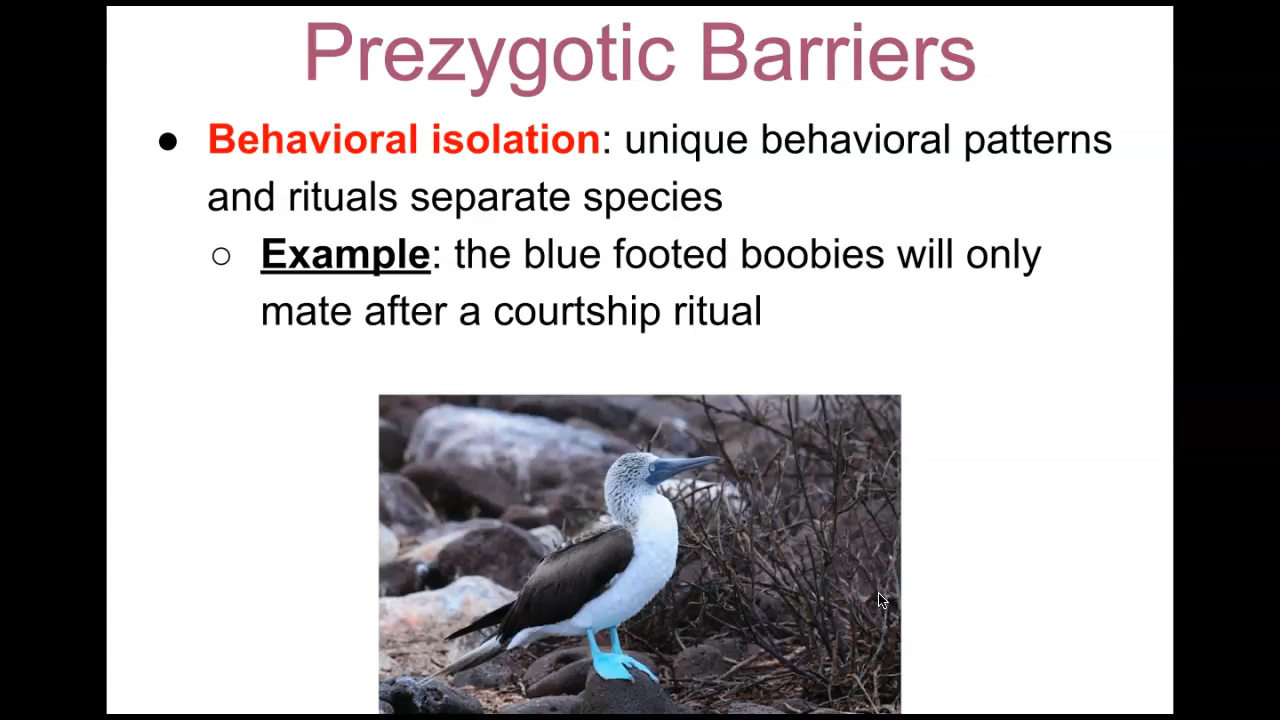 Prezygotic Barriers
● Behavioral isolation: unique behavioral patterns
and rituals separate species
○ Example: the blue footed boobies will only
mate after a courtship ritual